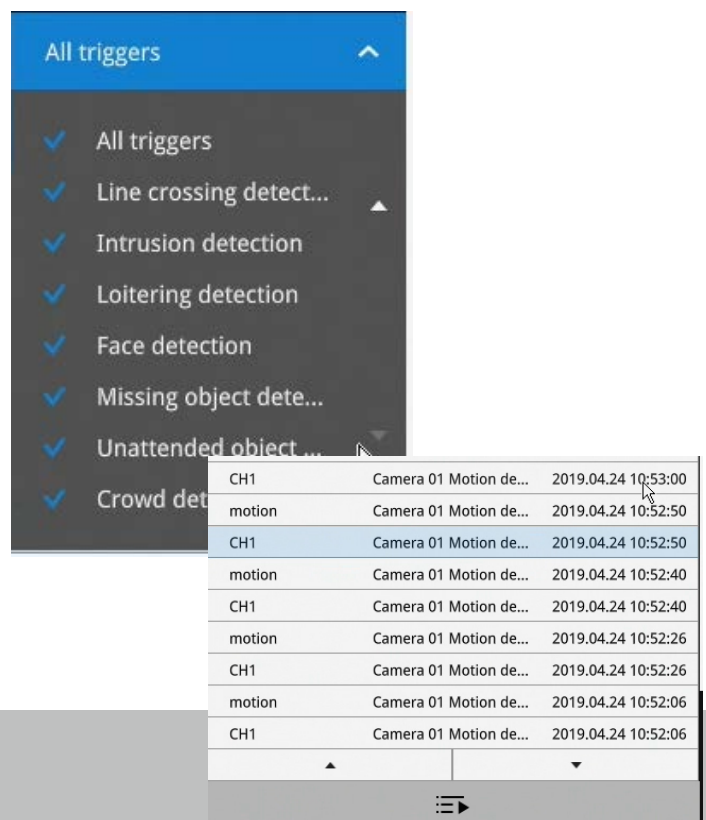 All triggers
All triggers
Line crossing detect...
Intrusion detection
Loitering detection
Face detection
Missing object dete...
Unattended object ...
Crowd det
CH1 Camera 01 Motion de... 2019.04.24 10:53:00
motion Camera 01 Motion de... 2019.04.24 10:52:50
CH1 Camera 01 Motion de... 2019.04.24 10:52:50
motion Camera 01 Motion de... 2019.04.24 10:52:40
CH1 Camera 01 Motion de... 2019.04.24 10:52:40
motion Camera 01 Motion de... 2019.04.24 10:52:26
CH1 Camera 01 Motion de... 2019.04.24 10:52:26
motion Camera 01 Motion de... 2019.04.24 10:52:06
CH1 Camera 01 Motion de... 2019.04.24 10:52:06